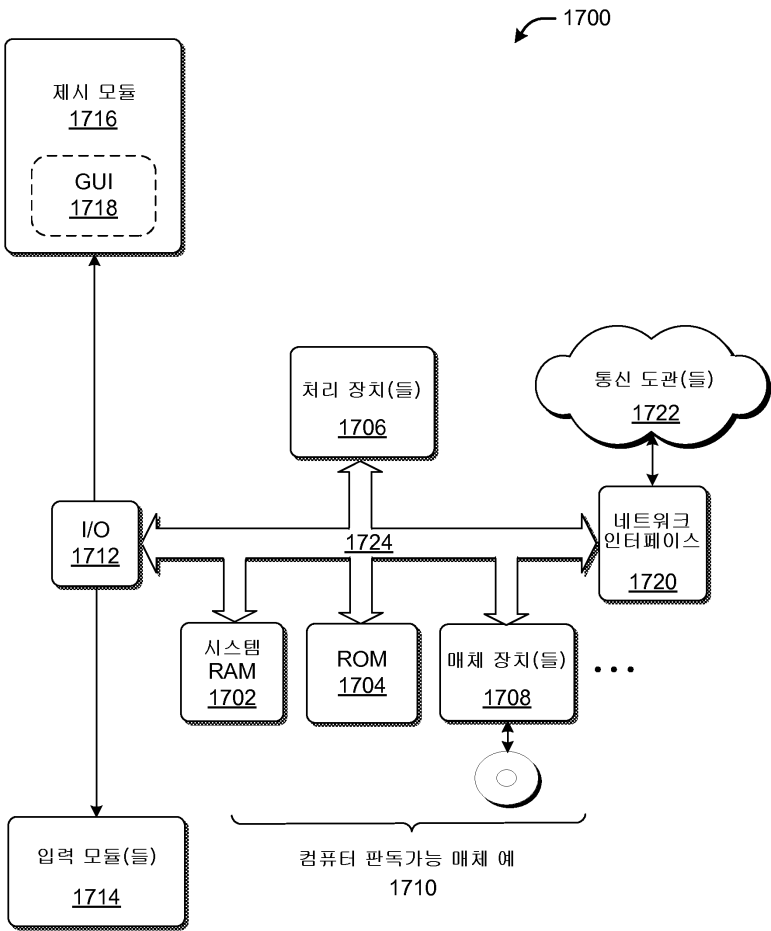 1700
제시 모듈
1716
GUI
1718
처리 장치(들)
1706
통신 도관(들)
1722
I/O
1712
1724
네트워크
인터페이스
1720
시스템
RAM
1702
ROM
1704
매체 장치(들)
1708
...
입력 모듈(들)
1714
컴퓨터 판독가능 매체 예
1710